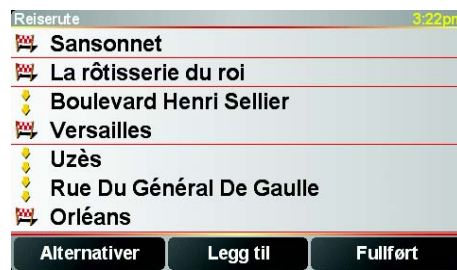 Reiserute 3:22pm
Sansonnet
La rôtisserie du roi
Boulevard Henri Sellier
Versailles
Uzès
Rue Du Général De Gaulle
Orléans
Alternativer Legg til Fullført